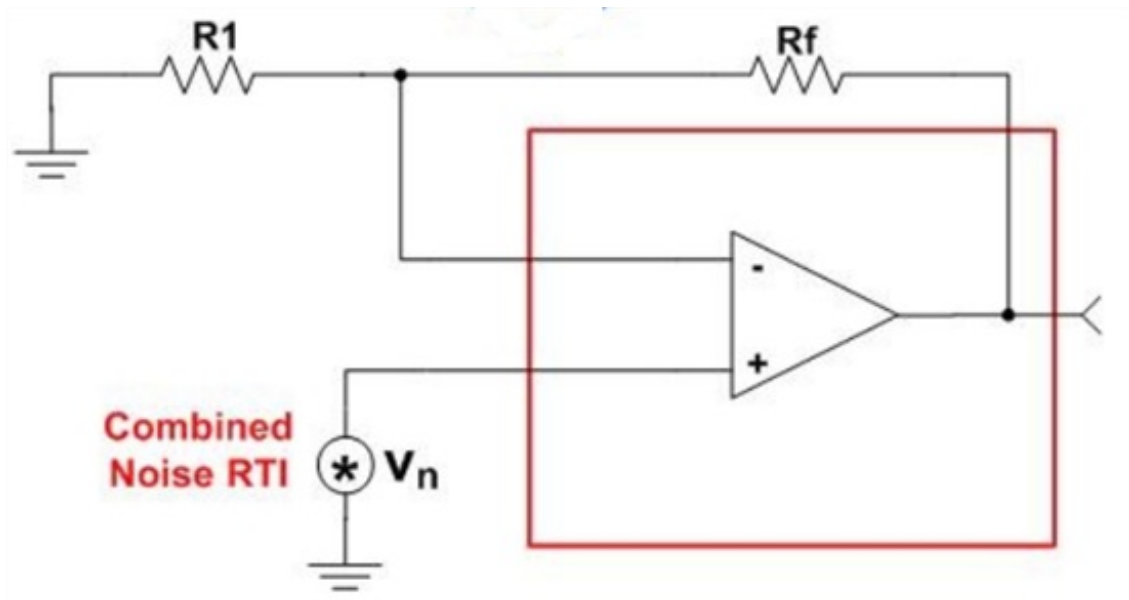 R1
Rf
-
+
Combined
Noise RTI
* Vn